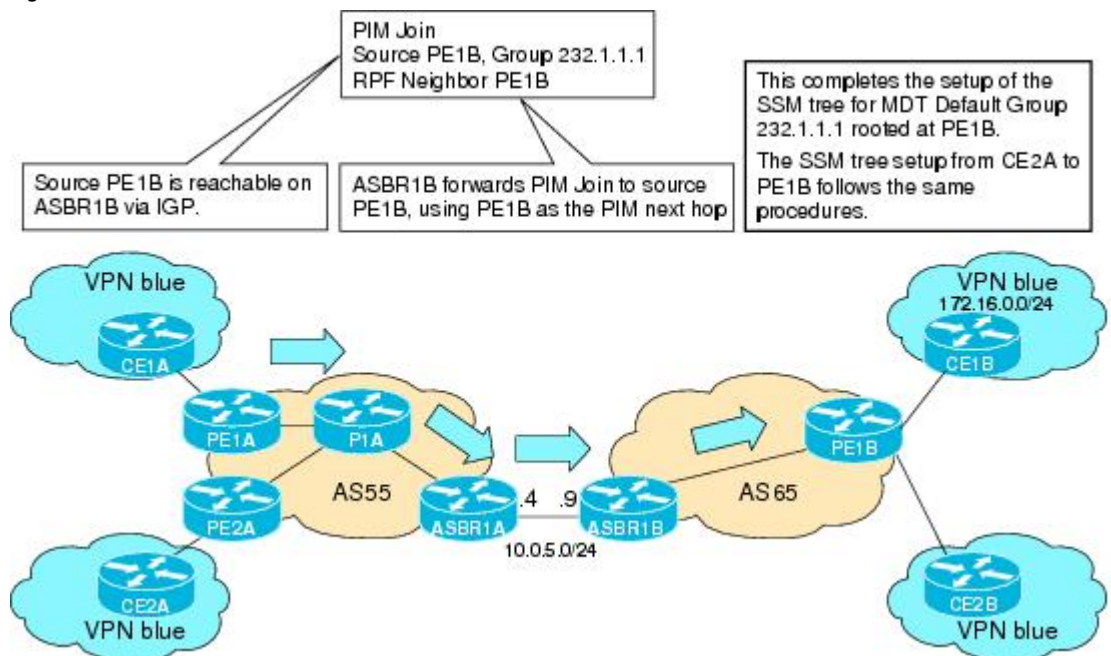 PIM Join
Source PE1B, Group 232.1.1.1
RPF Neighbor PE1B
This completes the setup of the
SSM tree for MDT Default Group
232.1.1.1 rooted at PE1B.
The SSM tree setup from CE2A to
PE1B follows the same
procedures.
Source PE1B is reachable on
ASBR1B via IGP.
ASBR1B forwards PIM Join to source
PE1B, using PE1B as the PIM next hop
VPN blue
CE1A
VPN blue
172.16.0.0/24
CE1B
PE1A
P1A
PE1B
AS55
AS65
PE2A
ASBR1A
.4
.9
ASBR1B
10.0.5.0/24
CE2A
VPN blue
CE2B
VPN blue